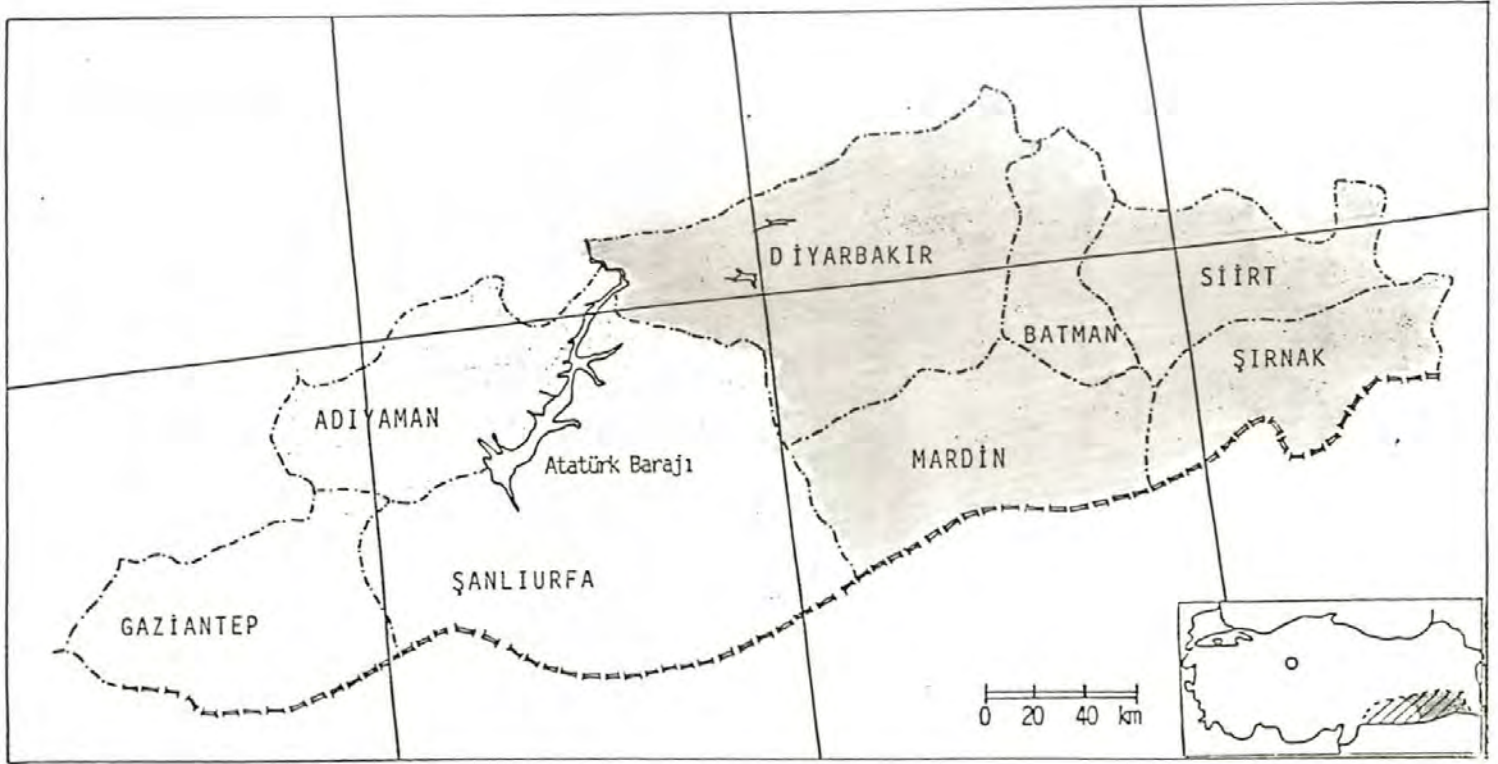 DİYARBAKIR
SİİRT
BATMAN
ŞIRNAK
ADIYAMAN
MARDİN
Atatürk Barajı
ŞANLIURFA
GAZİANTEP
0 20 40 km